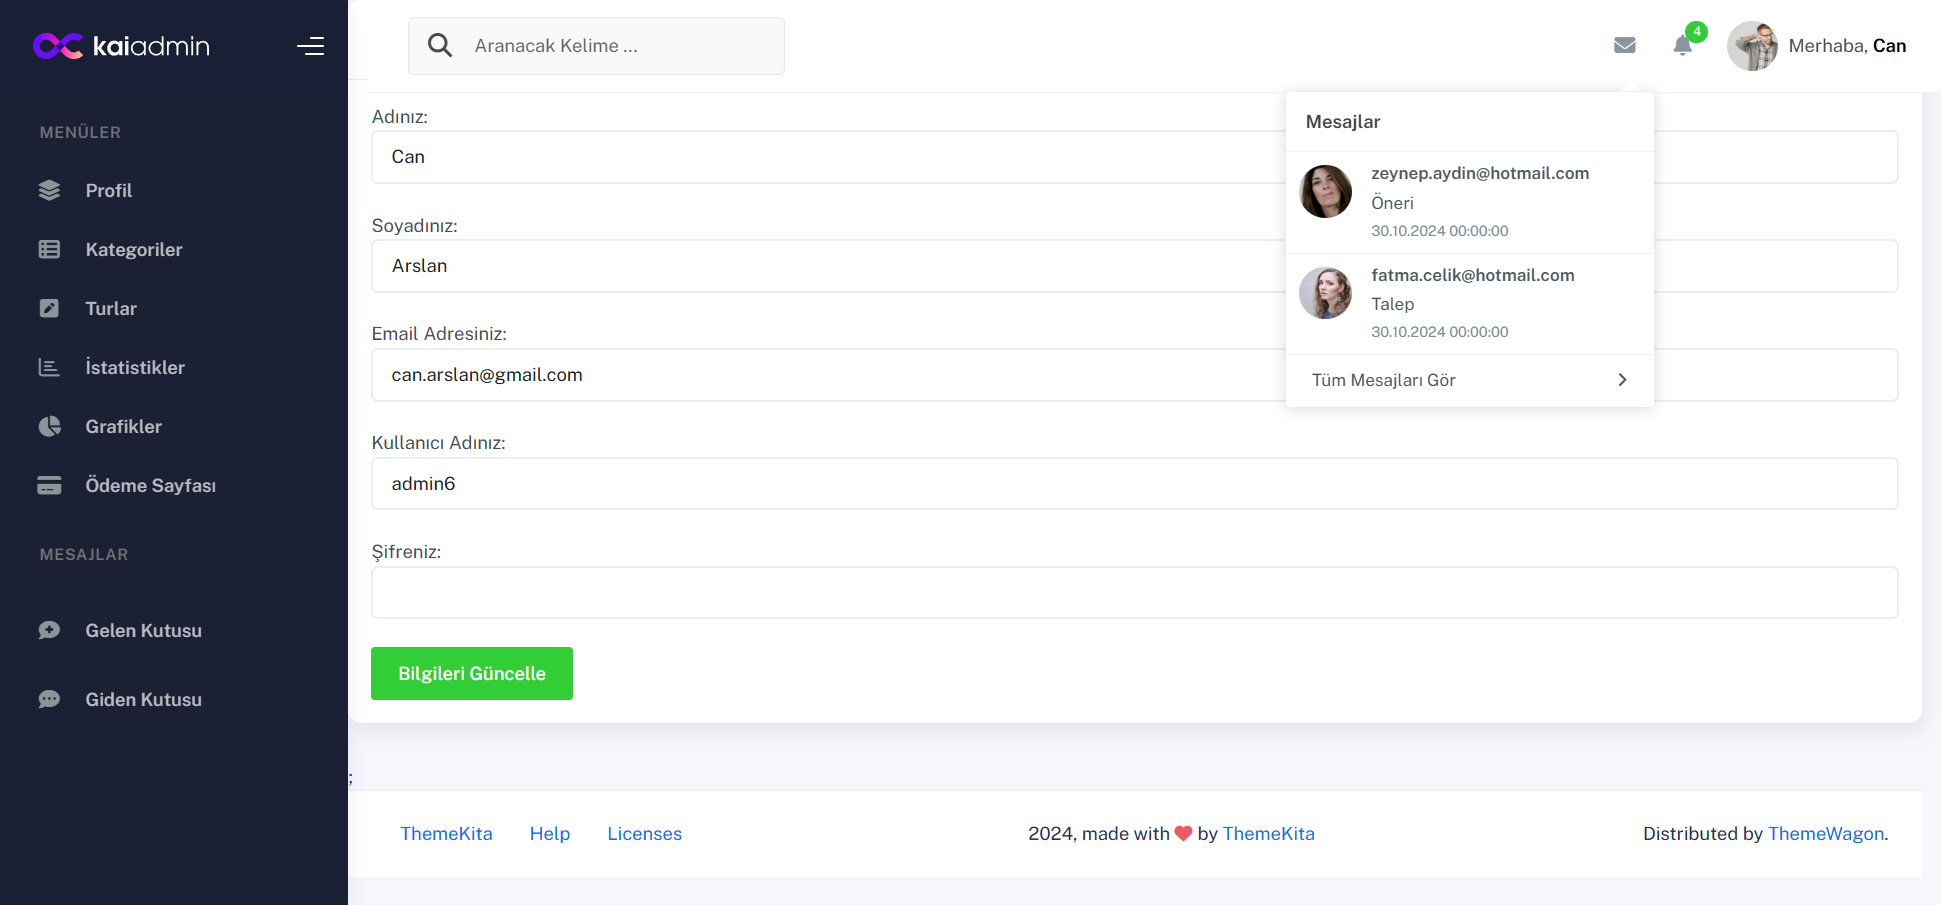 kaiadmin
Aranacak Kelime ...
4
Merhaba, Can
MENÜLER
Profil
Kategoriler
Turlar
İstatistikler
Grafikler
Ödeme Sayfası
MESAJLAR
Gelen Kutusu
Giden Kutusu
Adınız:
Can
Soyadınız:
Arslan
Email Adresiniz:
can.arslan@gmail.com
Kullanıcı Adınız:
admin6
Şifreniz:
Bilgileri Güncelle
Mesajlar
zeynep.aydin@hotmail.com
Öneri
30.10.2024 00:00:00
fatma.celik@hotmail.com
Talep
30.10.2024 00:00:00
Tüm Mesajları Gör
;
ThemeKita Help Licenses
2024, made with by ThemeKita
Distributed by ThemeWagon.